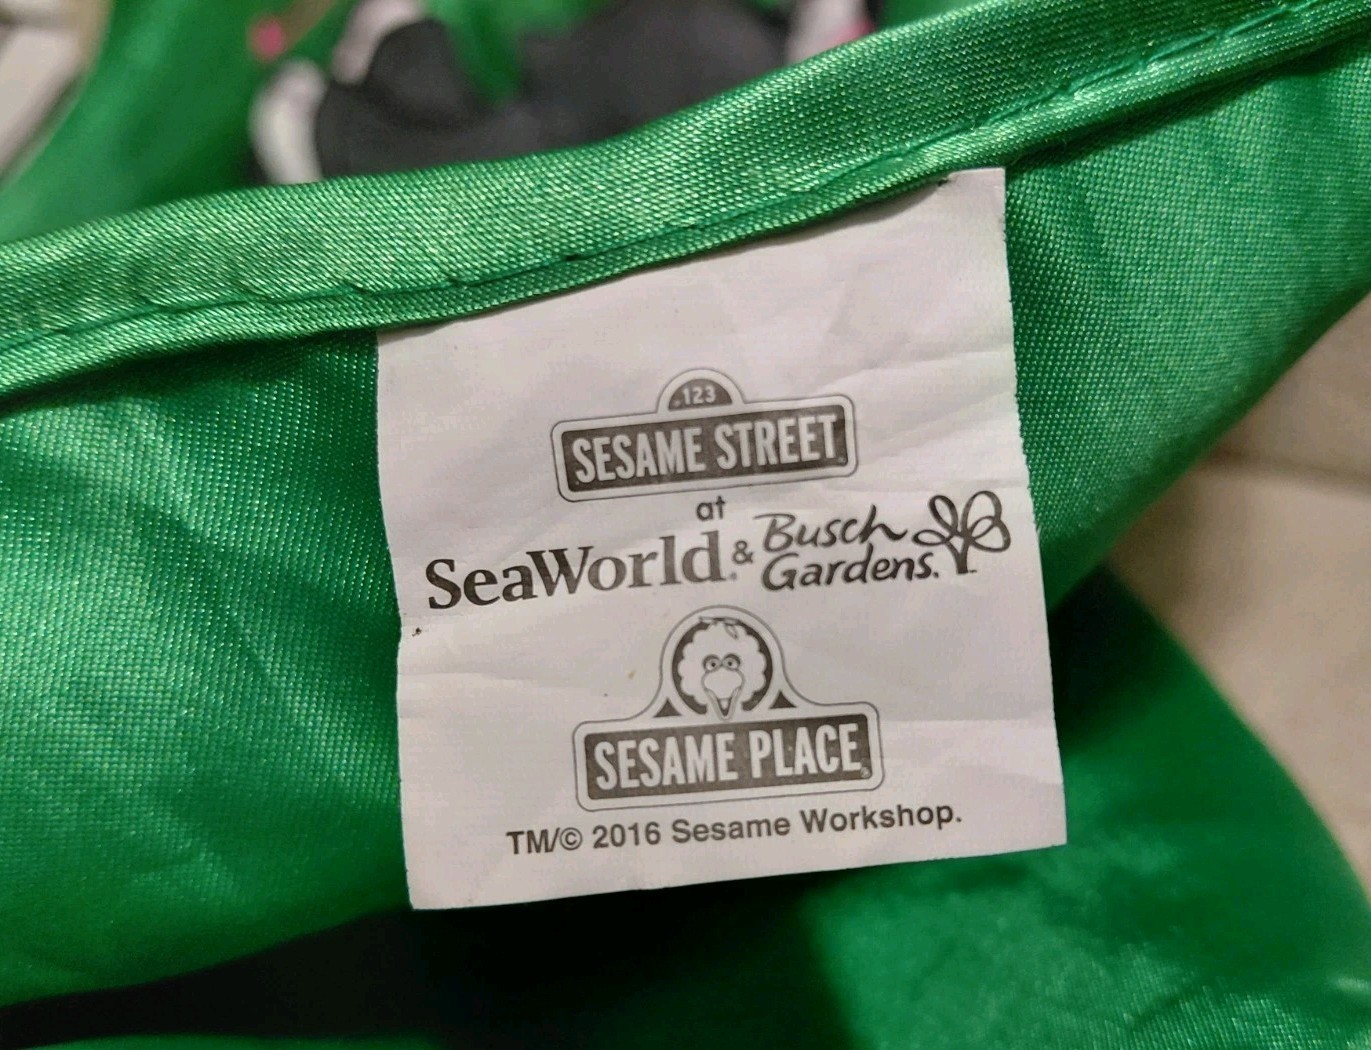 123
SESAME STREET
at
SeaWorld. & Busch Gardens.
SESAME PLACE
TM/© 2016 Sesame Workshop.